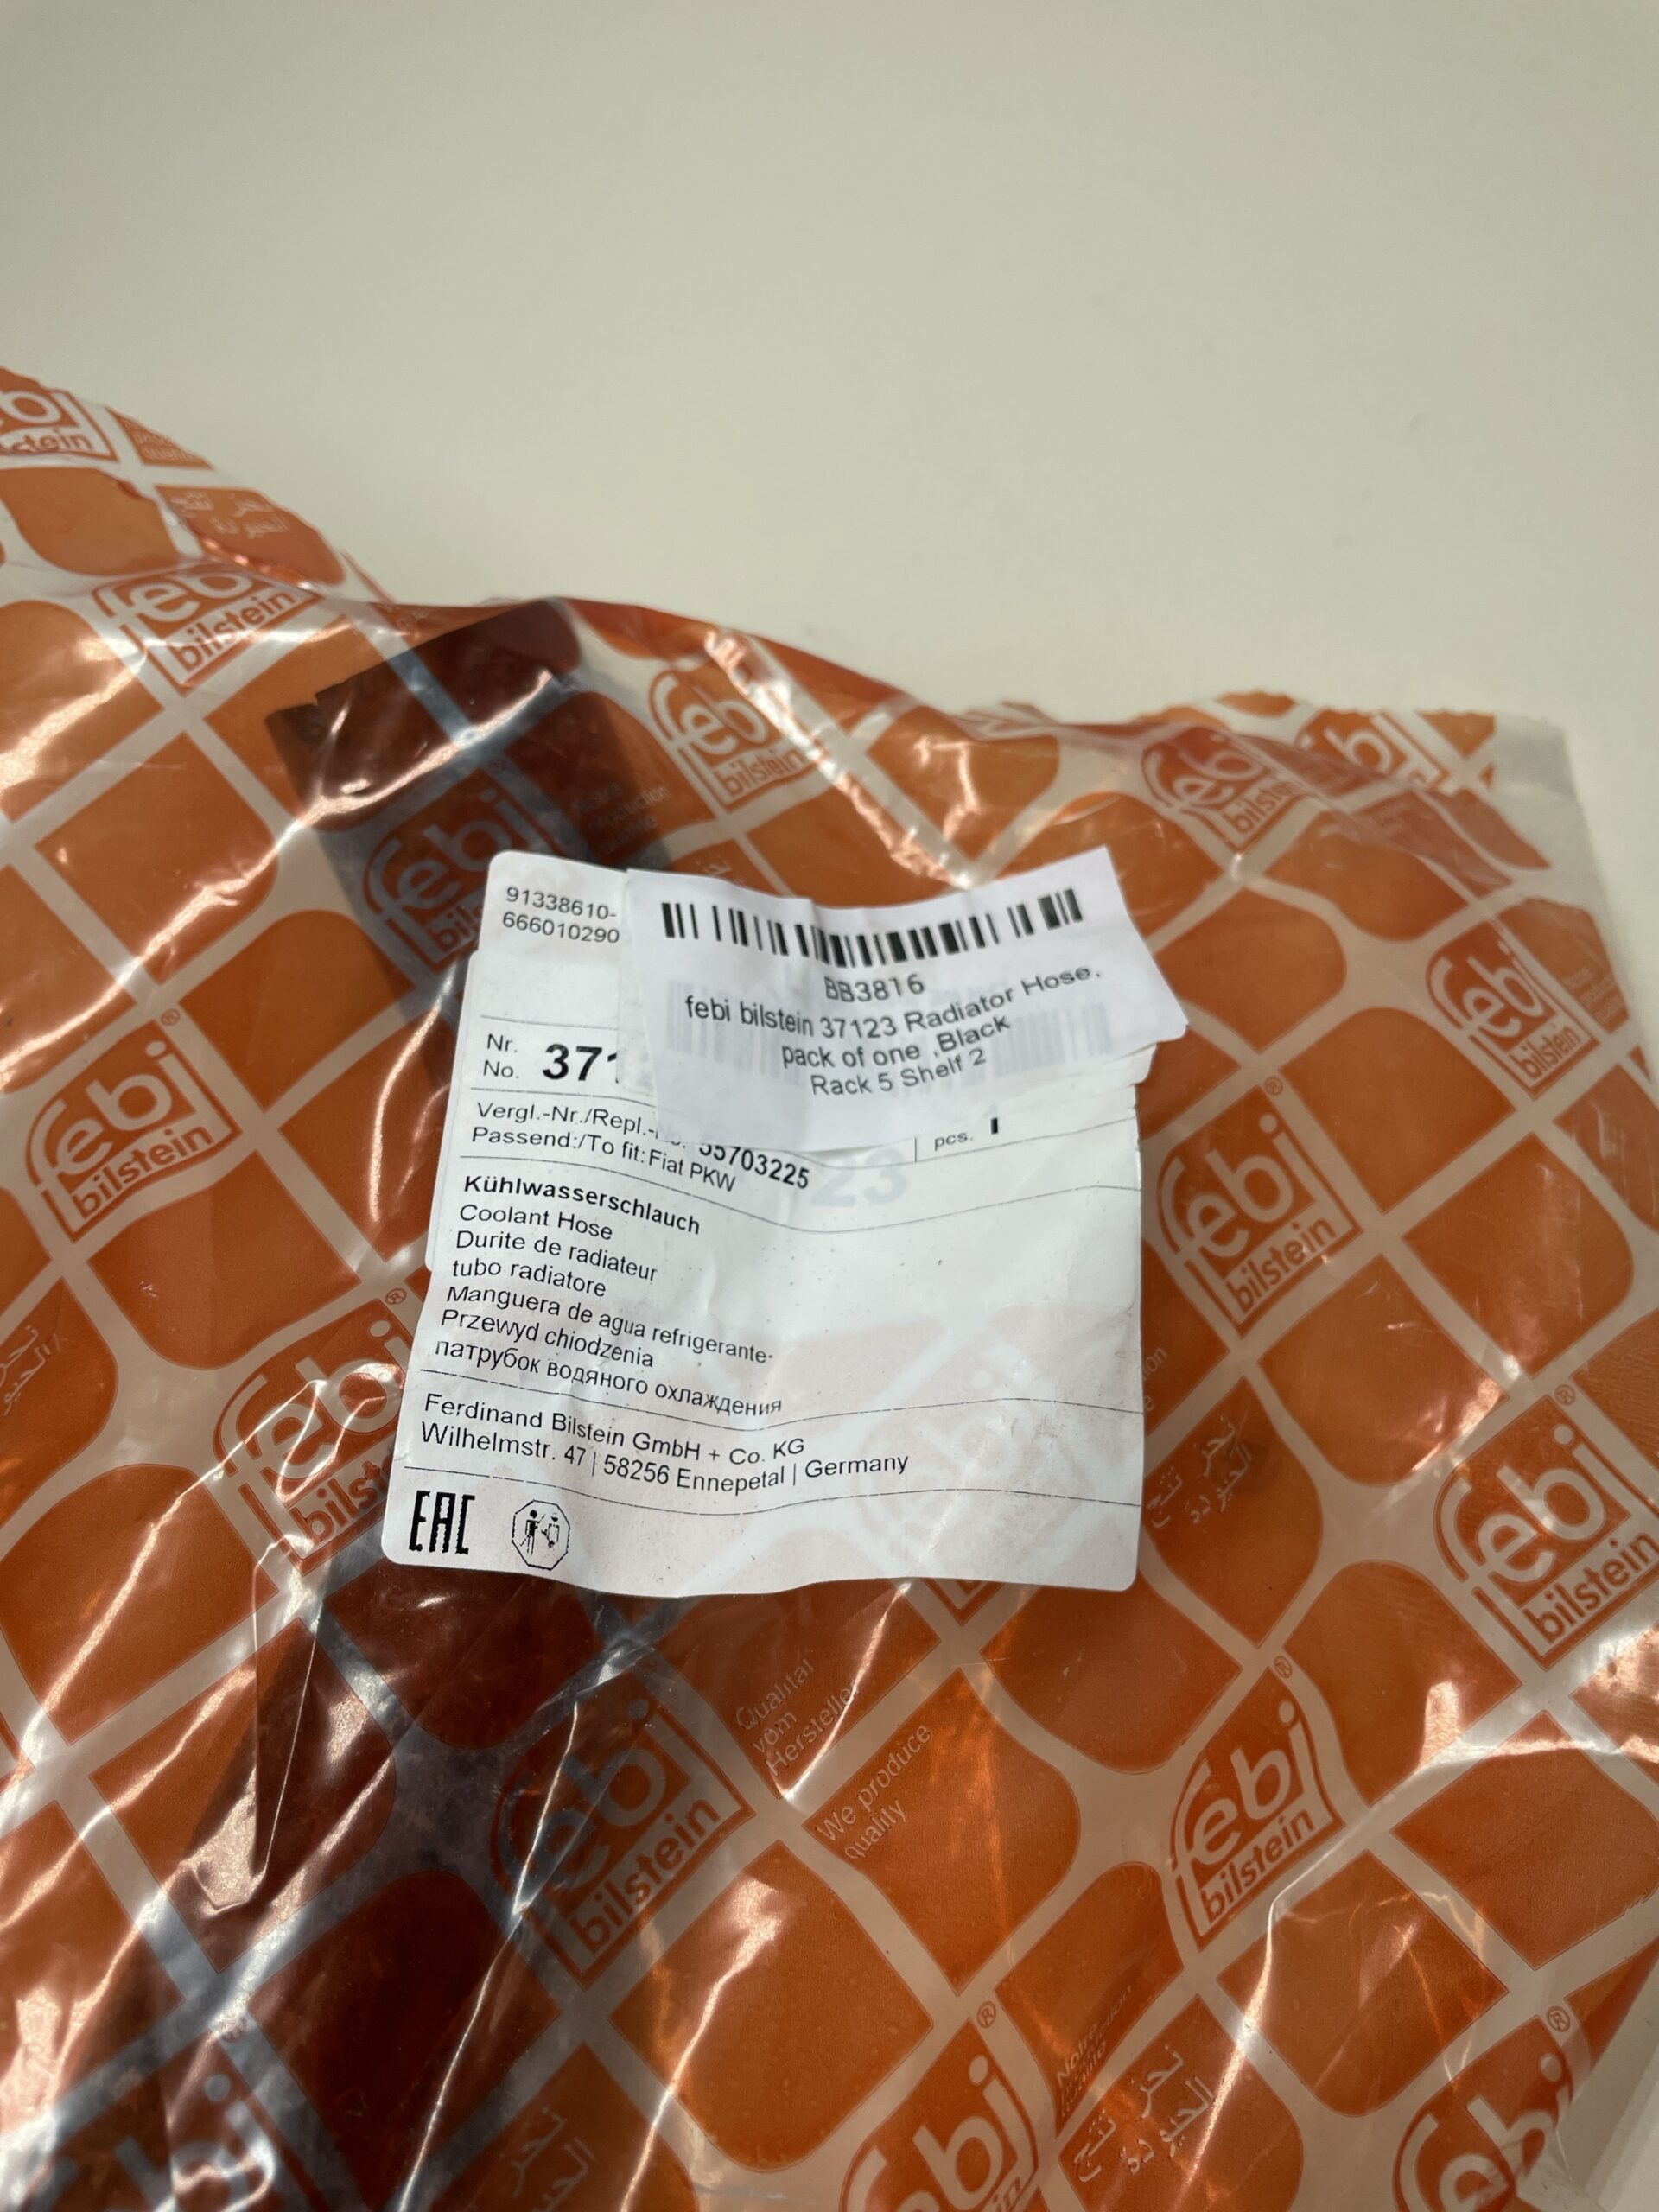 91338610-
666010290
BB3816
febi bilstein 37123 Radiator Hose,
pack of one ,Black
Rack 5 Shelf 2
Nr.
No. 371
Vergl.-Nr./Repl.- 55703225
Passend:/To fit: Fiat PKW
pcs. 1
Kühlwasserschlauch
Coolant Hose
Durite de radiateur
tubo radiatore
Manguera de agua refrigerante-
Przewyd chiodzenia
патрубок водяного охлаждения
Ferdinand Bilstein GmbH + Co. KG
Wilhelmstr. 47 | 58256 Ennepetal | Germany
EAC
febi
bilstein
Qualität
vom
Hersteller
We produce
quality